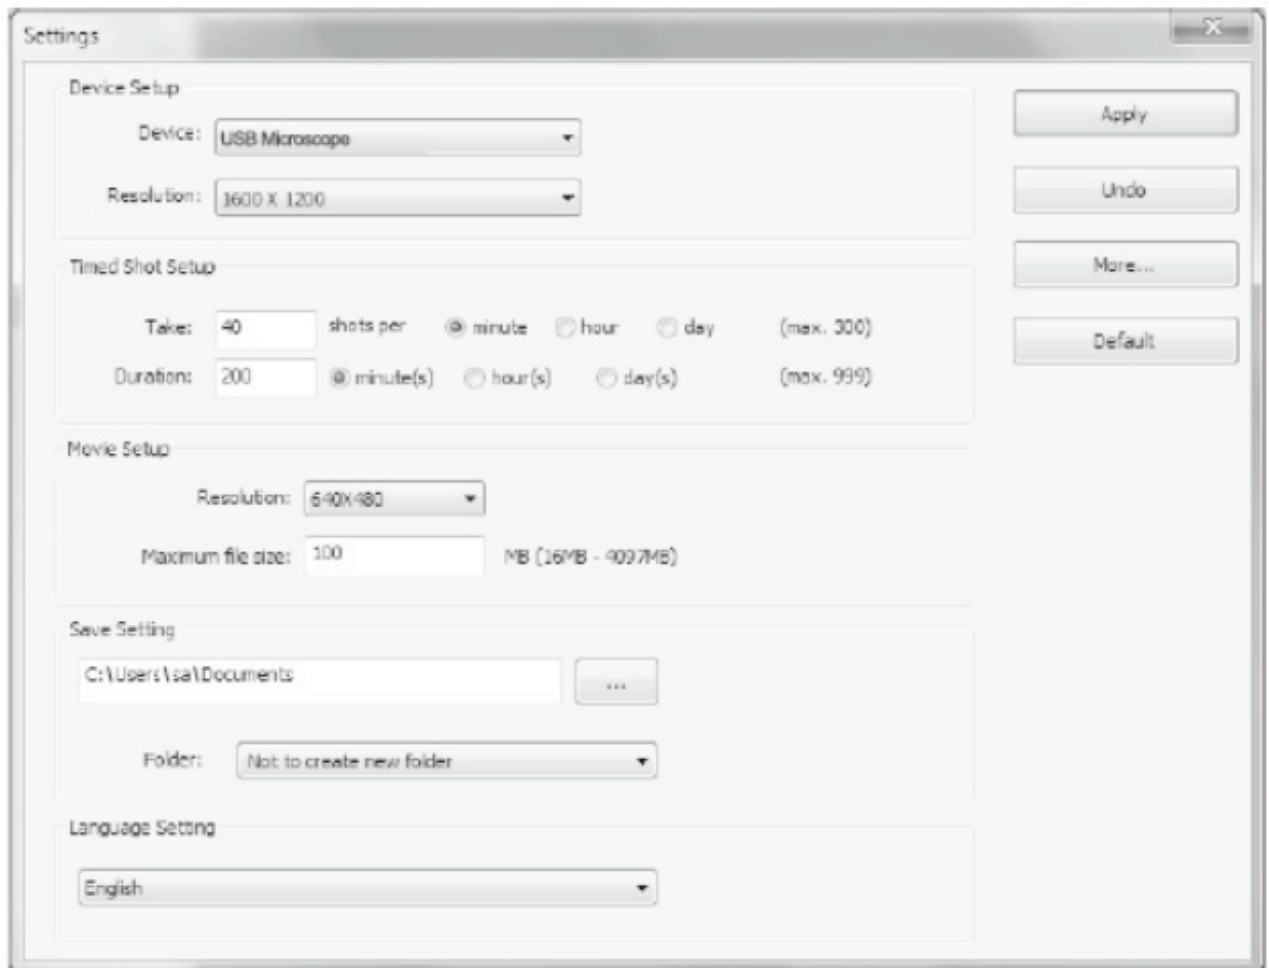 Settings
X
Device Setup
Device: USB Microscope
Resolution: 1600 X 1200
Timed Shot Setup
Take: 40 shots per minute hour day (max. 300)
Duration: 200 minute(s) hour(s) day(s) (max. 999)
Movie Setup
Resolution: 640X480
Maximum file size: 100 MB (16MB - 4097MB)
Save Setting
C:\Users\sa\Documents ...
Folder: Not to create new folder
Language Setting
English
Apply
Undo
More...
Default